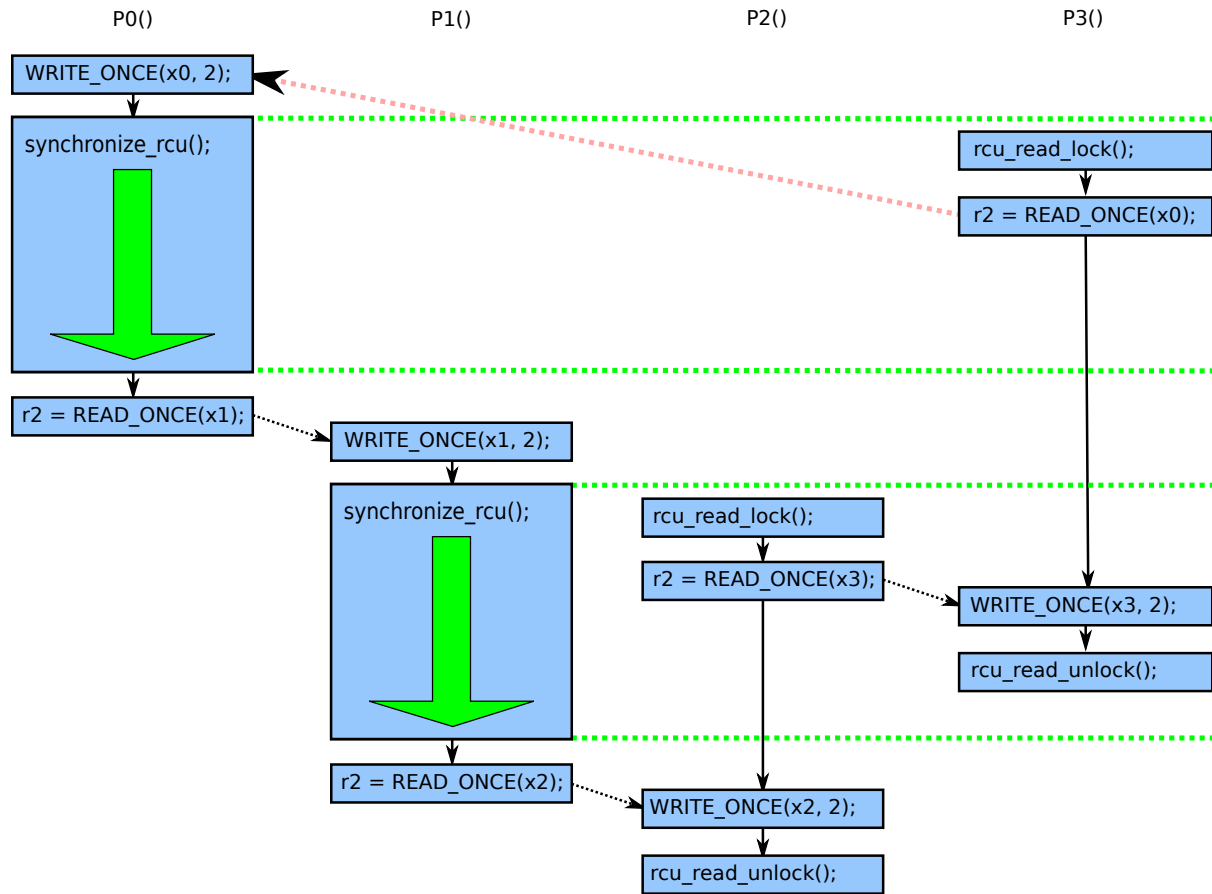 P0()
P1()
P2()
P3()
WRITE_ONCE(x0, 2);
synchronize_rcu();
rcu_read_lock();
r2 = READ_ONCE(x0);
r2 = READ_ONCE(x1);
WRITE_ONCE(x1, 2);
synchronize_rcu();
rcu_read_lock();
r2 = READ_ONCE(x3);
WRITE_ONCE(x3, 2);
rcu_read_unlock();
r2 = READ_ONCE(x2);
WRITE_ONCE(x2, 2);
rcu_read_unlock();